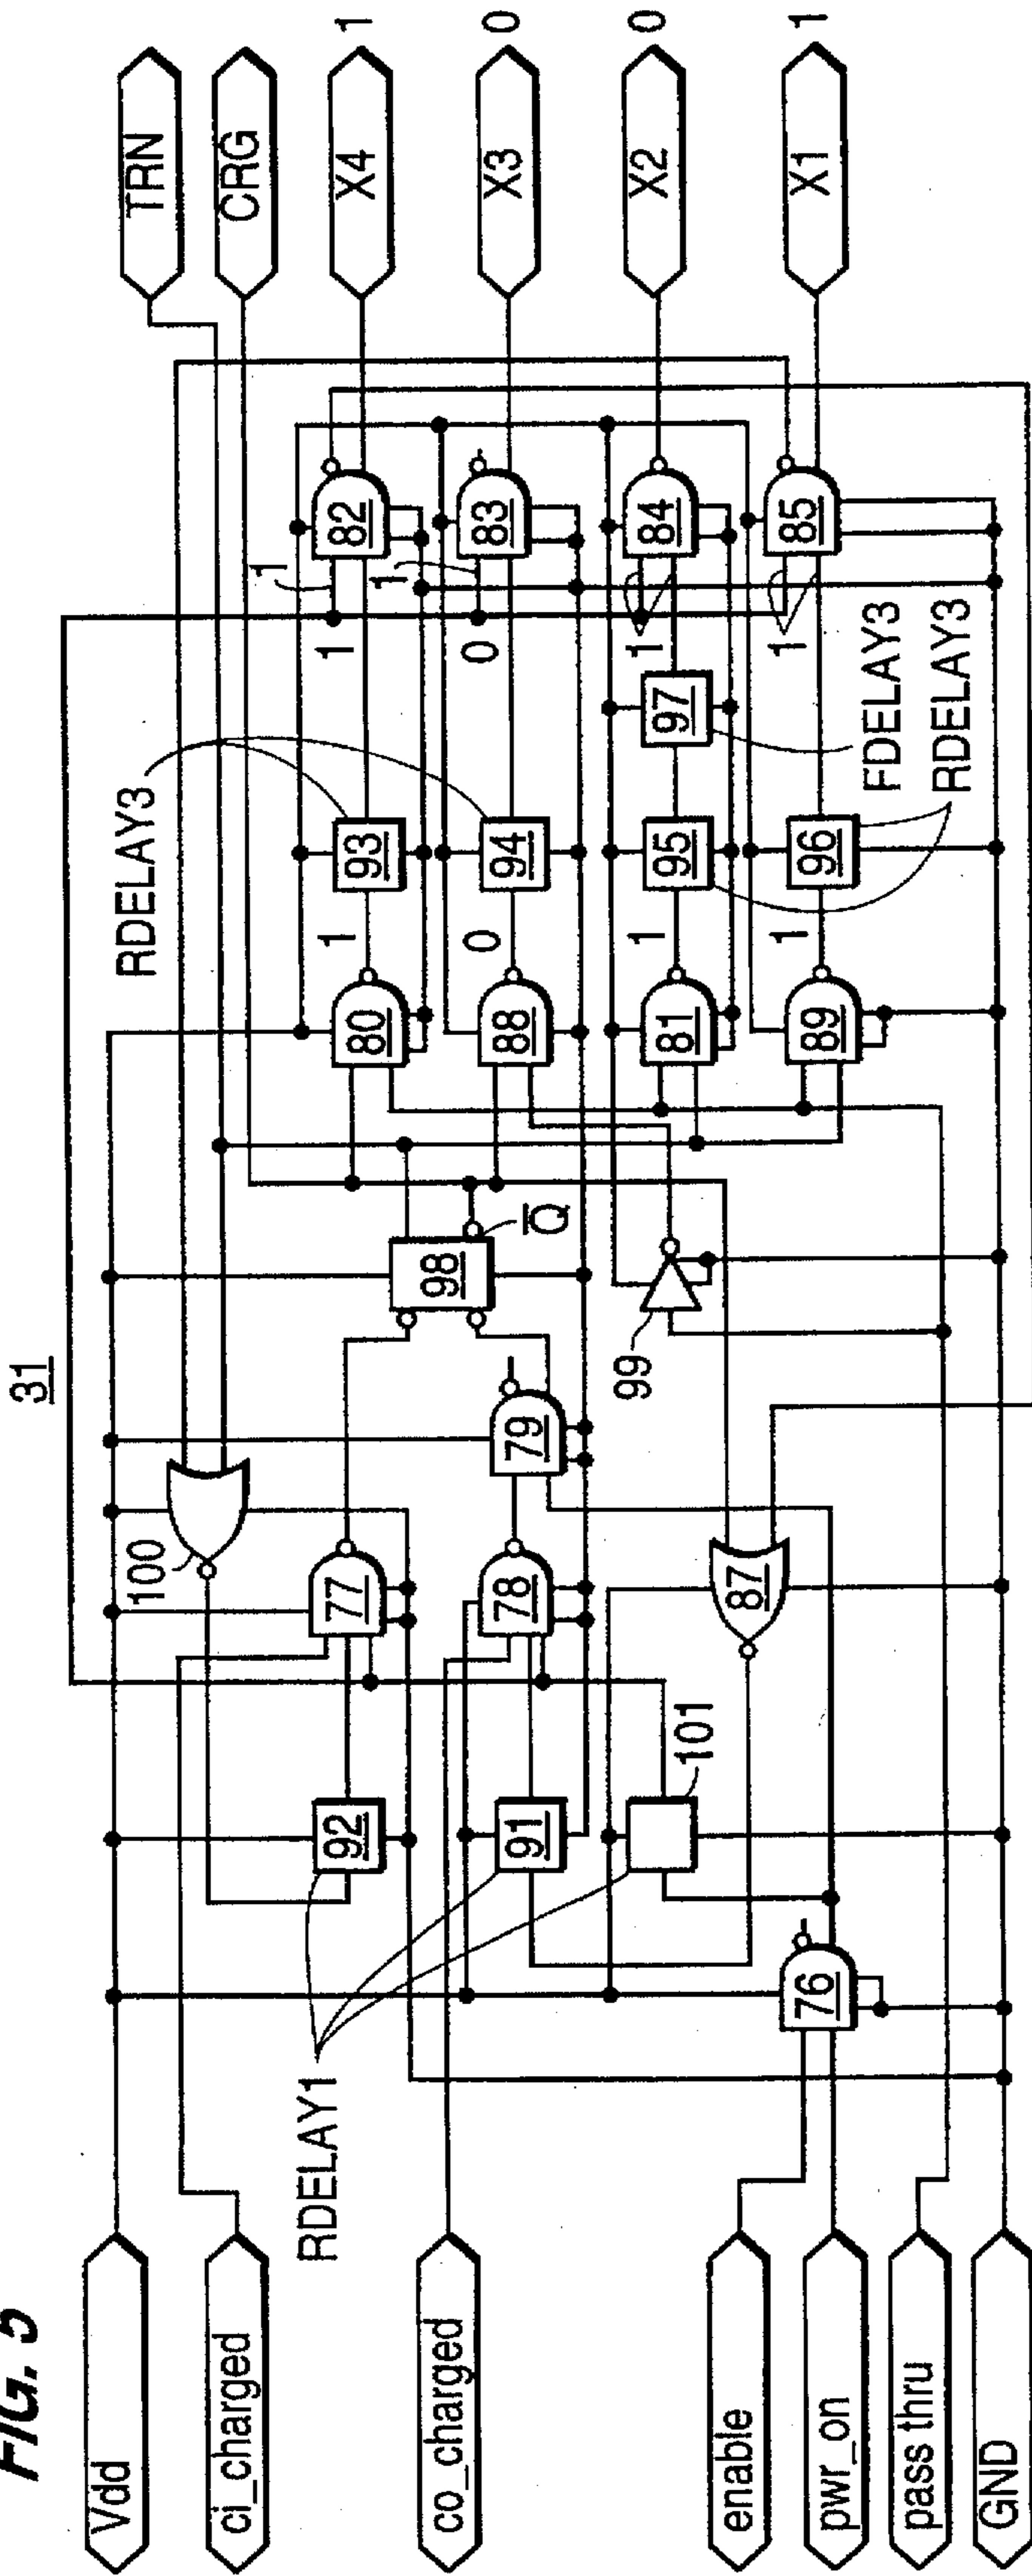 FIG. 5
31
Vdd
ci_charged
co_charged
enable
pwr_on
pass thru
GND
RDELAY1
92
91
101
76
100
77
78
79
87
98
Q̅
99
80
88
81
89
1
0
1
1
RDELAY3
93
94
95
96
97
FDELAY3
RDELAY3
1
1
1
0
1
1
82
83
84
85
TRN
CRG
X4
1
X3
0
X2
0
X1
1